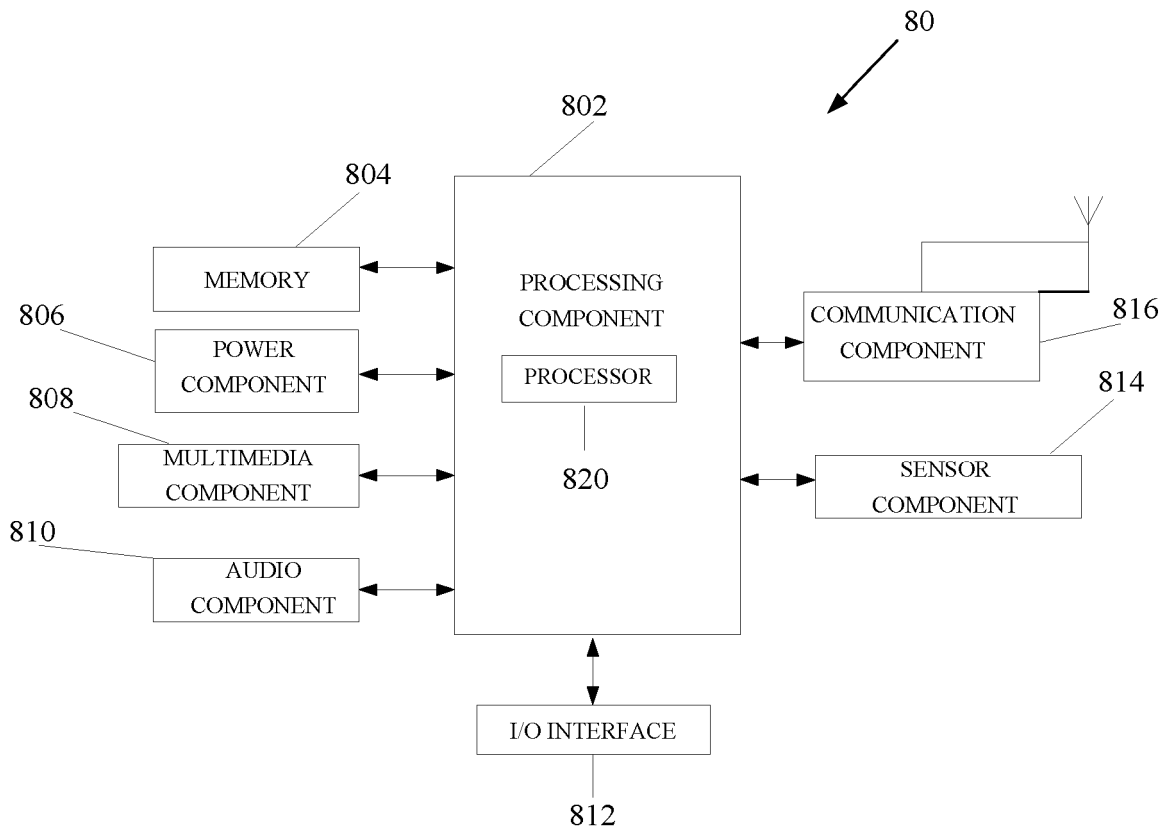 80
802
804
MEMORY
806
POWER
COMPONENT
808
MULTIMEDIA
COMPONENT
810
AUDIO
COMPONENT
PROCESSING
COMPONENT
PROCESSOR
820
COMMUNICATION
COMPONENT
816
814
SENSOR
COMPONENT
I/O INTERFACE
812